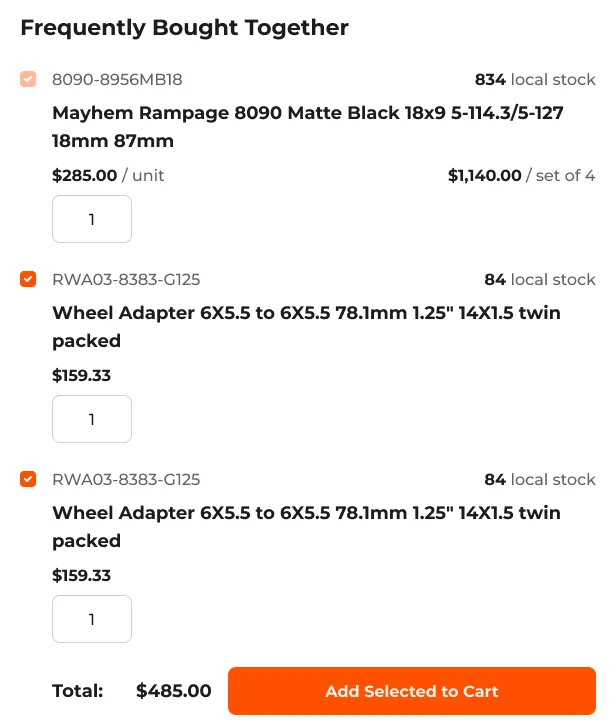 Frequently Bought Together
8090-8956MB18 834 local stock
Mayhem Rampage 8090 Matte Black 18x9 5-114.3/5-127
18mm 87mm
$285.00 / unit $1,140.00 / set of 4
1
RWA03-8383-G125 84 local stock
Wheel Adapter 6X5.5 to 6X5.5 78.1mm 1.25" 14X1.5 twin
packed
$159.33
1
RWA03-8383-G125 84 local stock
Wheel Adapter 6X5.5 to 6X5.5 78.1mm 1.25" 14X1.5 twin
packed
$159.33
1
Total: $485.00 Add Selected to Cart